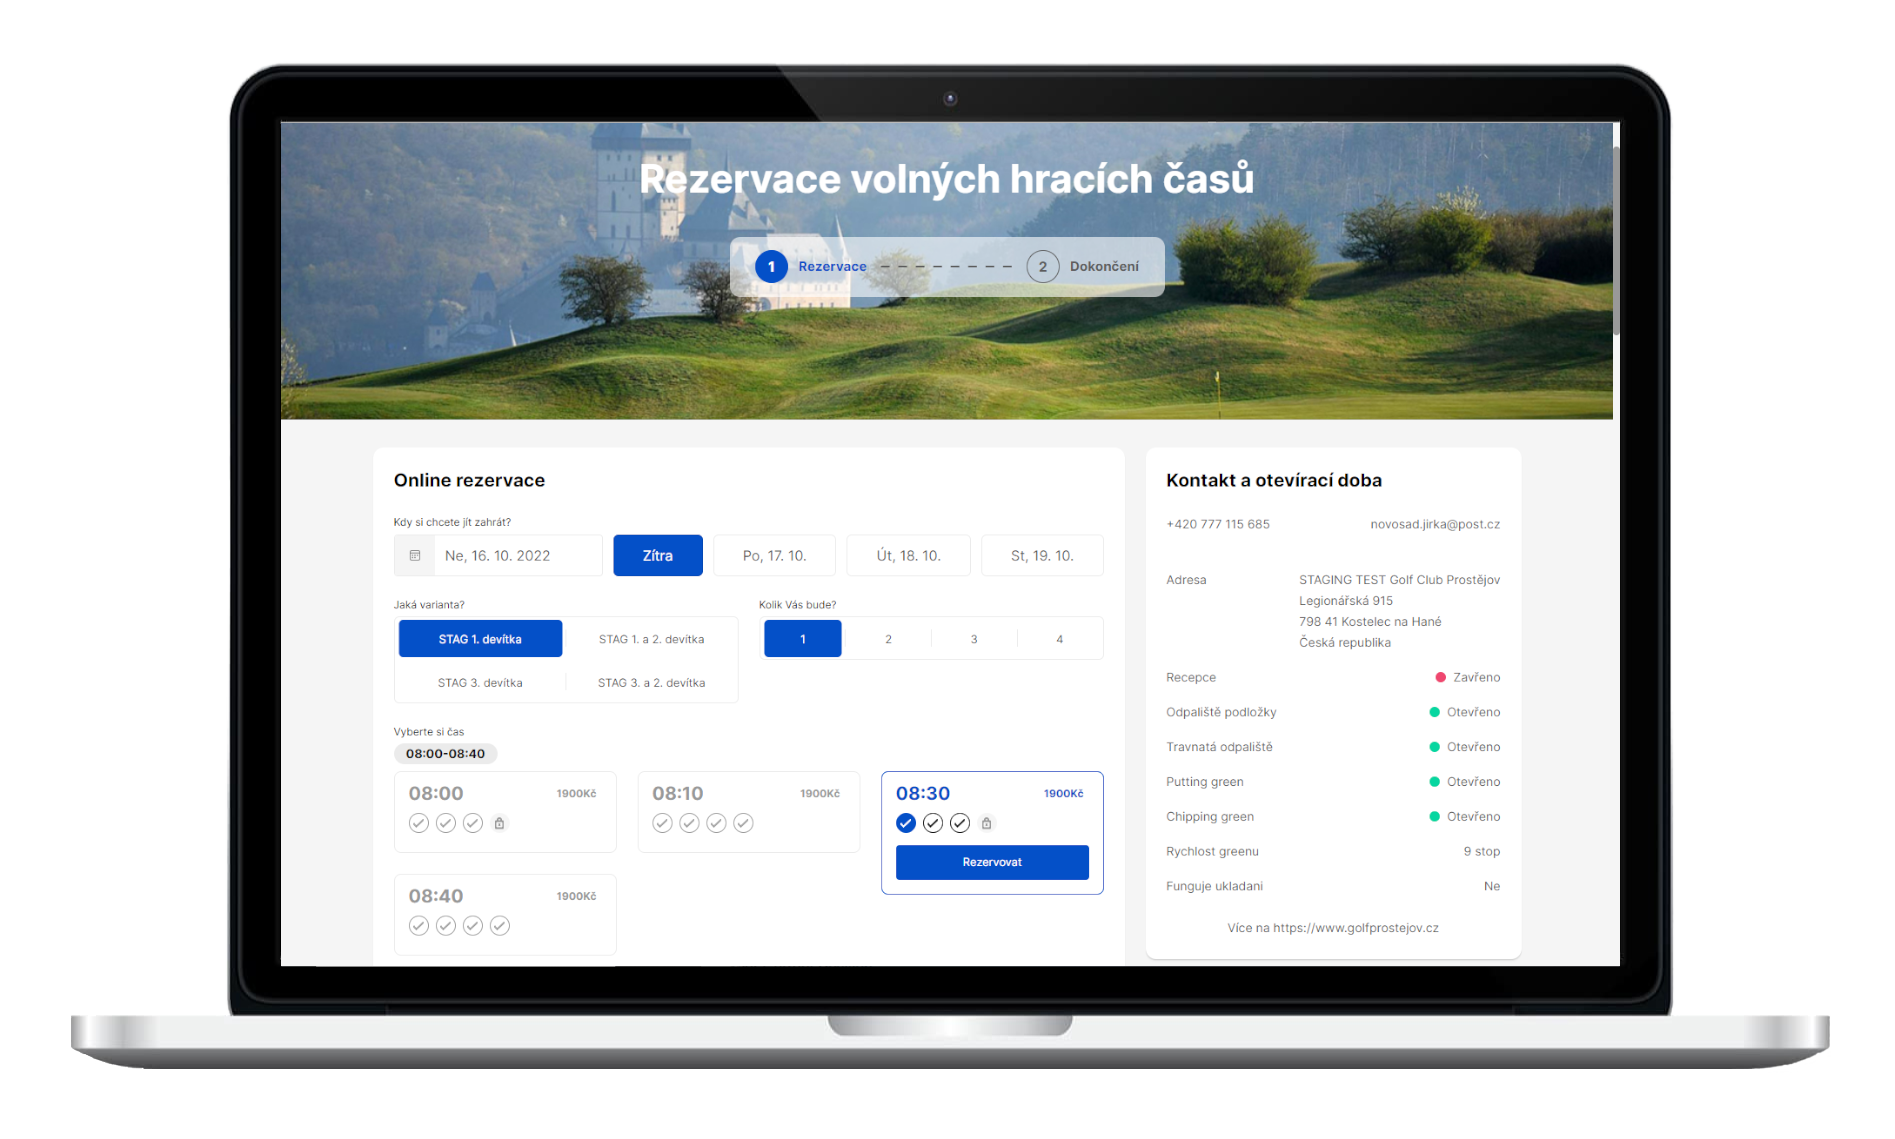 Rezervace volných hracích časů
1 Rezervace 2 Dokončení
Online rezervace
Kdy si chcete jít zahrát?
Ne, 16. 10. 2022 Zítra Po, 17. 10. Út, 18. 10. St, 19. 10.
Jaká varianta?
STAG 1. devítka STAG 1. a 2. devítka
STAG 3. devítka STAG 3. a 2. devítka
Kolik Vás bude?
1 2 3 4
Vyberte si čas
08:00-08:40
08:00 1900Kč
08:10 1900Kč
08:30 1900Kč
Rezervovat
08:40 1900Kč
Kontakt a otevírací doba
+420 777 115 685 novosad.jirka@post.cz
Adresa STAGING TEST Golf Club Prostějov
Legionářská 915
798 41 Kostelec na Hané
Česká republika
Recepce Zavřeno
Odpaliště podložky Otevřeno
Travnatá odpaliště Otevřeno
Putting green Otevřeno
Chipping green Otevřeno
Rychlost greenu 9 stop
Funguje ukladani Ne
Více na https://www.golfprostejov.cz